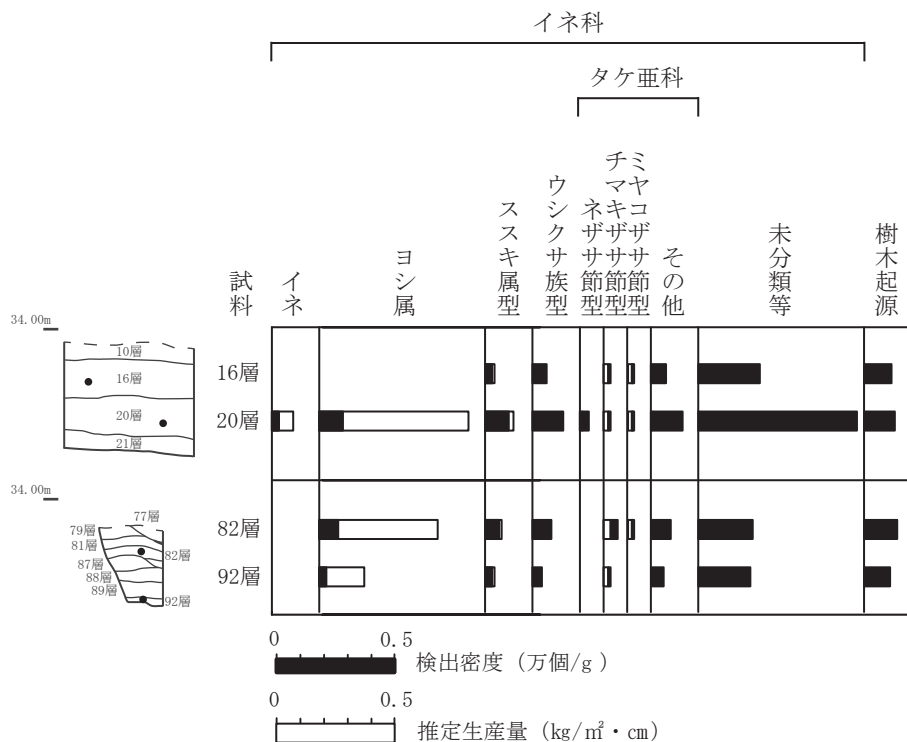 イネ科
タケ亜科
試料
イネ
ヨシ属
ススキ属型
ウシクサ族型
ネザサ節型
チマキザサ節型
ミヤコザサ節型
その他
未分類等
樹木起源
34.00m
10層
16層
20層
21層
16層
20層
34.00m
77層
79層
81層
82層
87層
88層
89層
92層
82層
92層
0 0.5
検出密度（万個/g ）
0 0.5
推定生産量（kg/㎡・cm）